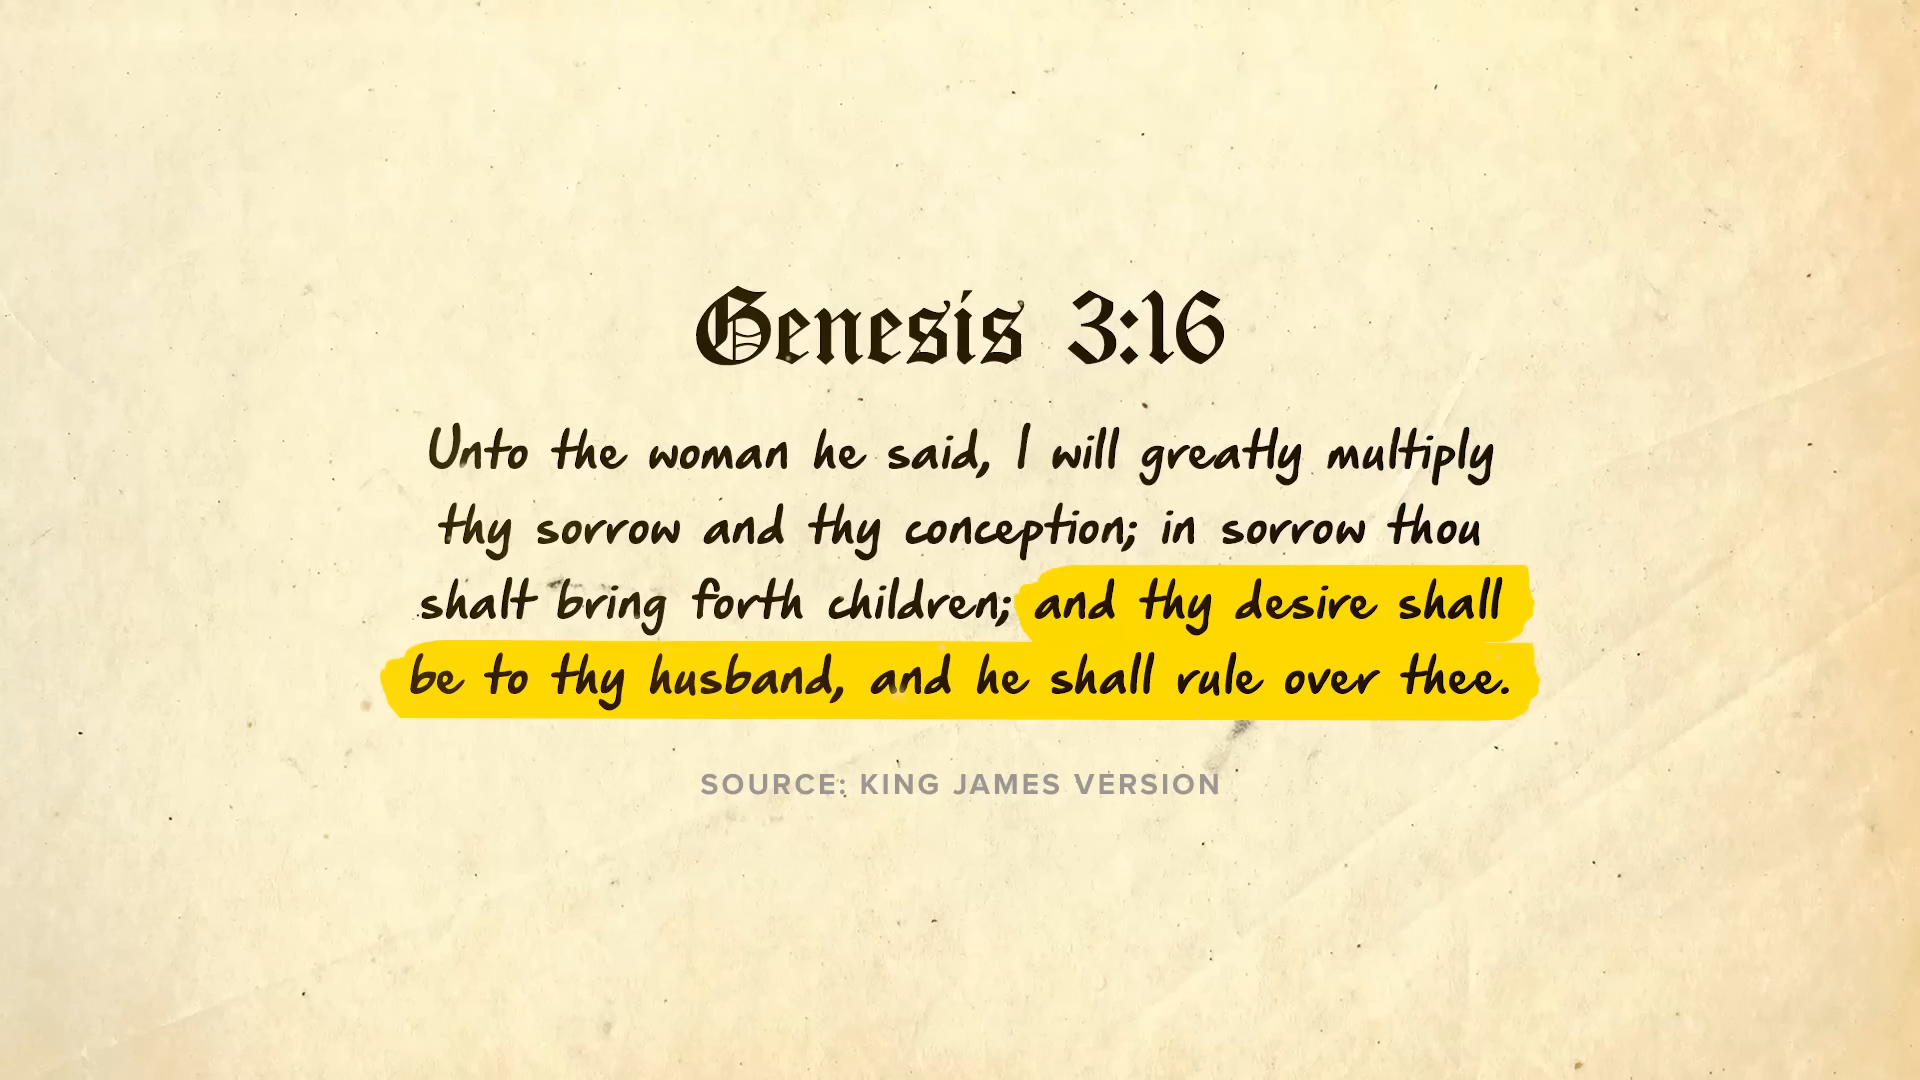 Genesis 3:16
Unto the woman he said, I will greatly multiply
thy sorrow and thy conception; in sorrow thou
shalt bring forth children; and thy desire shall
be to thy husband, and he shall rule over thee.
SOURCE: KING JAMES VERSION